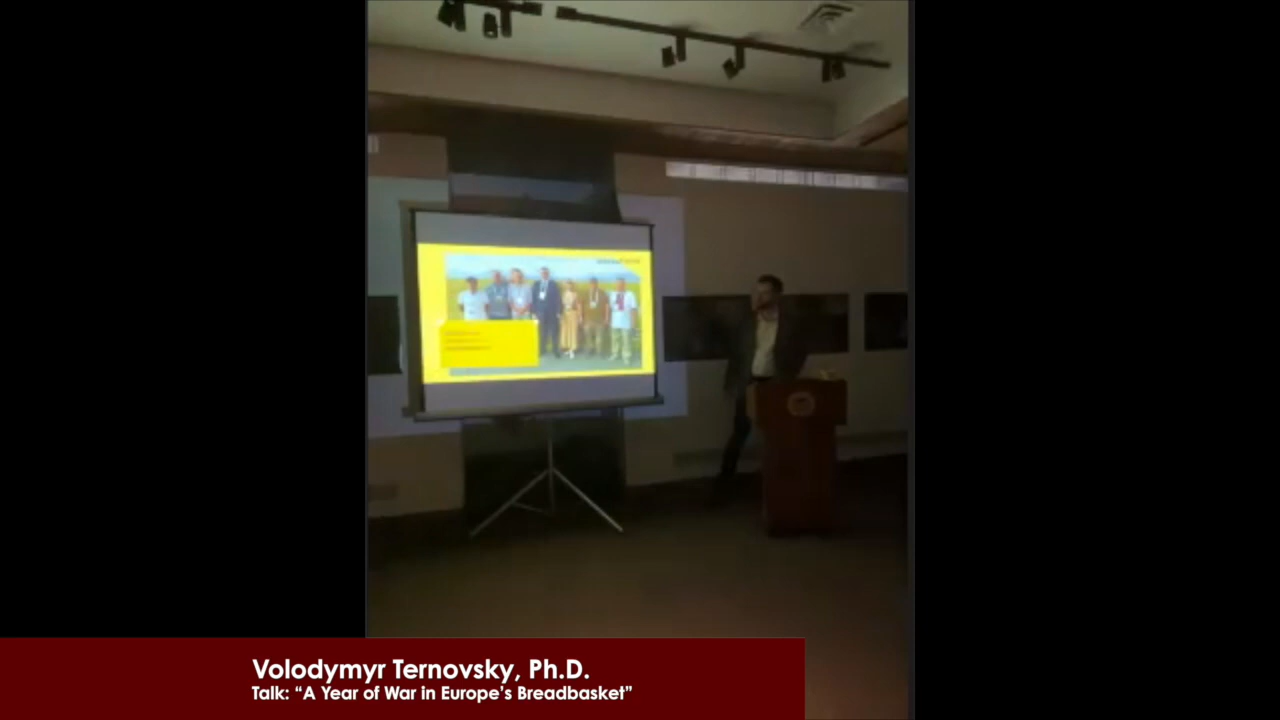 Volodymyr Ternovsky, Ph.D.
Talk: “A Year of War in Europe’s Breadbasket”